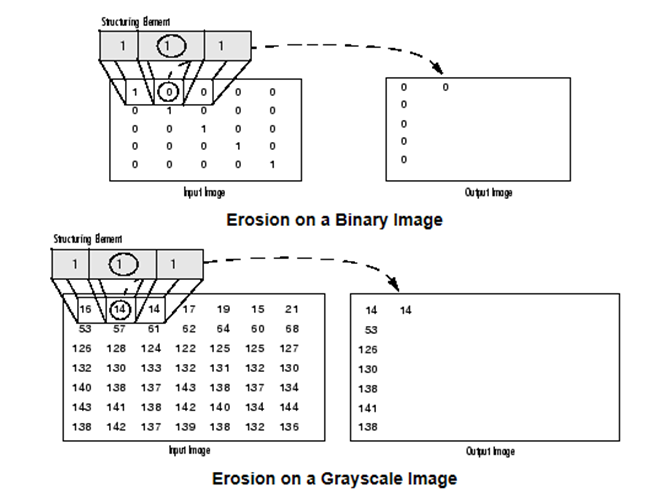 Structuring Element
1 1 1
1 0 0 0 0
0 1 0 0 0
0 0 1 0 0
0 0 0 1 0
0 0 0 0 1
Input Image
0 0
0
0
0
0
Output Image
Erosion on a Binary Image
Structuring Element
1 1 1
16 14 14 17 19 15 21
53 57 61 62 64 60 68
126 128 124 122 125 125 127
132 130 133 132 131 132 130
140 138 137 143 138 137 134
143 141 138 142 140 134 144
138 142 137 139 138 132 136
Input Image
14 14
53
126
130
138
141
138
Output Image
Erosion on a Grayscale Image